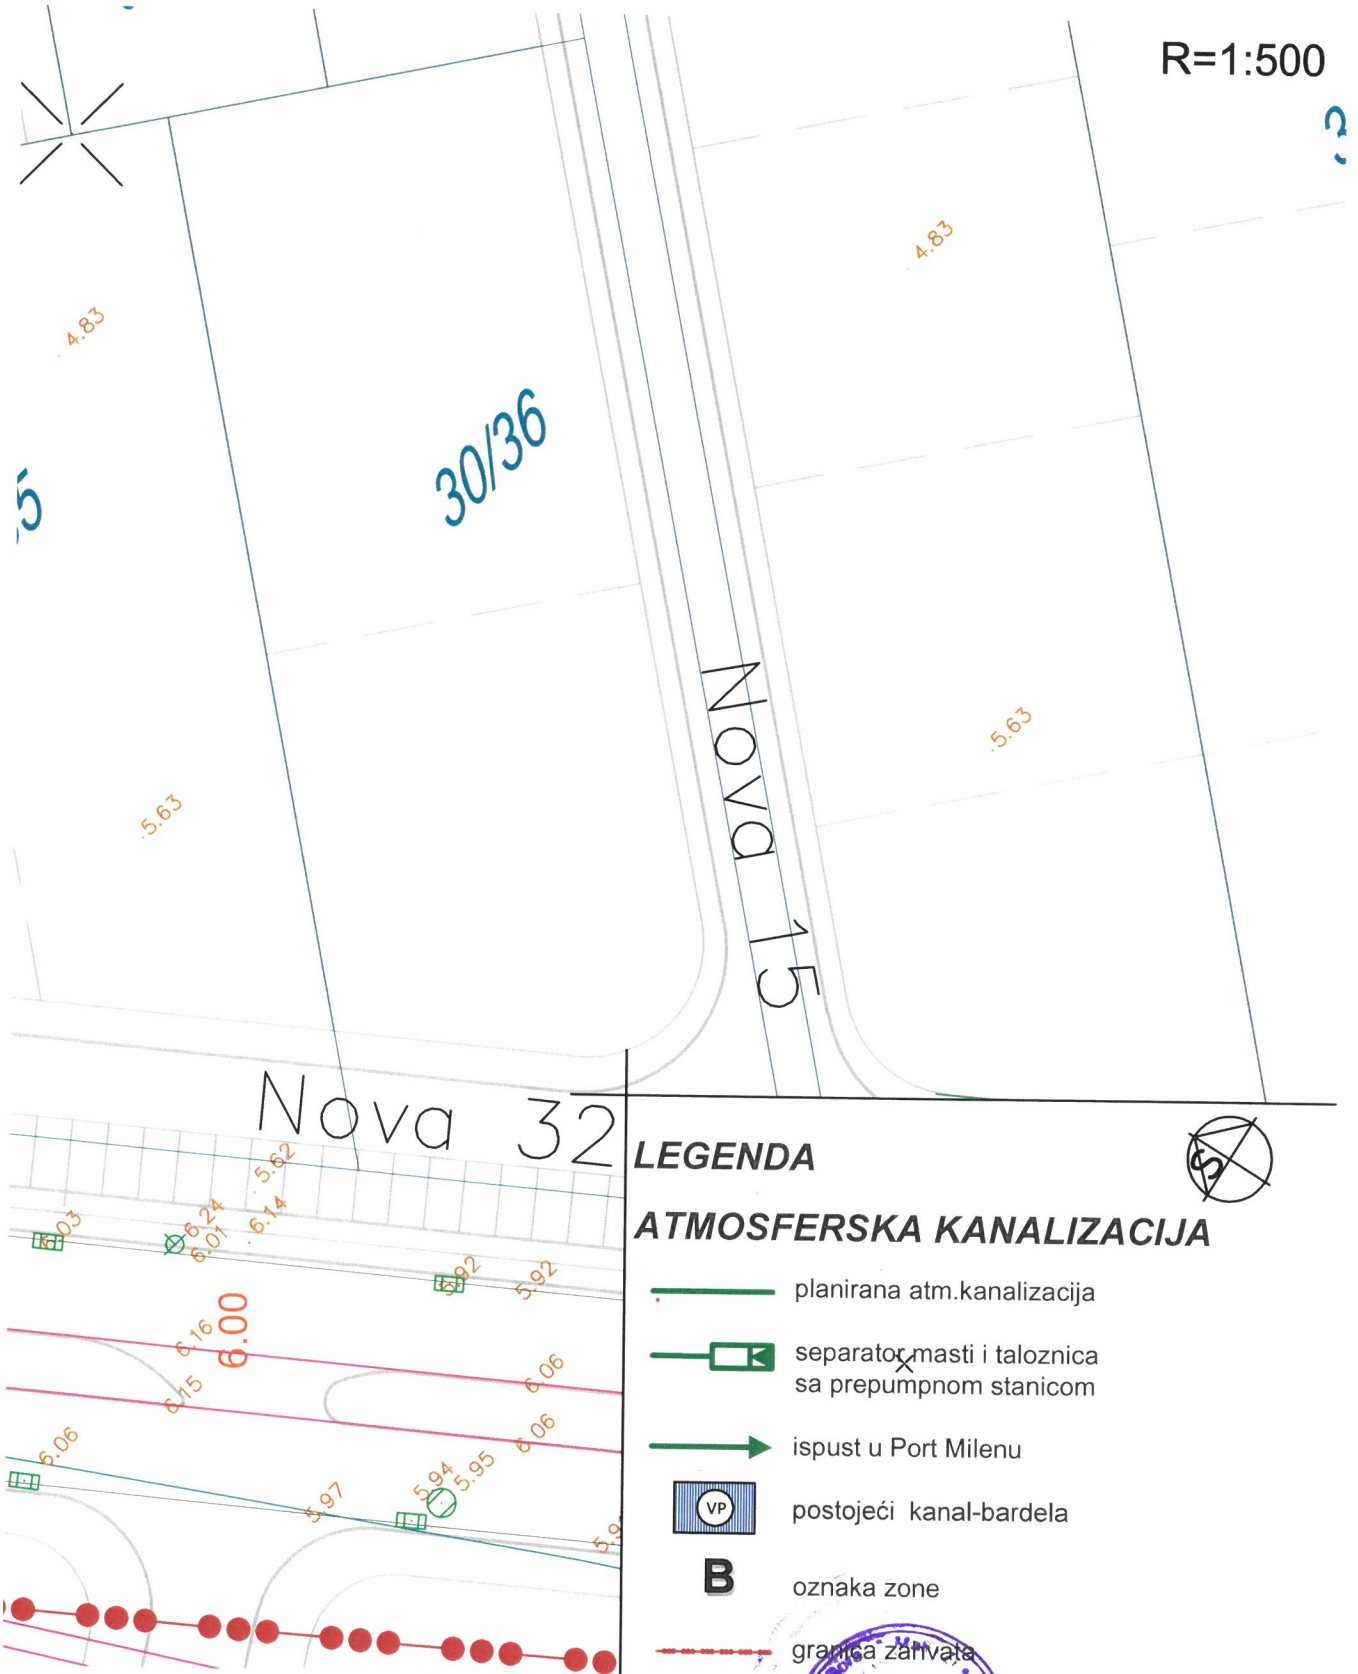 R=1:500
4.83
4.83
30/36
5
Nova 15
5.63
5.63
Nova 32
5.62
6.03
6.24
6.01
6.14
5.92
5.92
6.00
6.16
6.15
6.06
6.06
6.06
5.94
5.95
5.97
5.9
LEGENDA
S
ATMOSFERSKA KANALIZACIJA
planirana atm.kanalizacija
separator masti i taloznica
sa prepumpnom stanicom
ispust u Port Milenu
VP
postojeći kanal-bardela
B
oznaka zone
granica zahvata